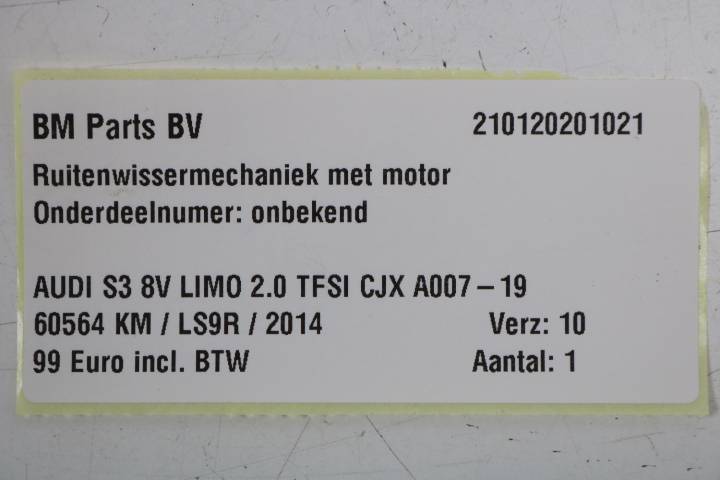 BM Parts BV 210120201021
Ruitenwissermechaniek met motor
Onderdeelnumer: onbekend
AUDI S3 8V LIMO 2.0 TFSI CJX A007 – 19
60564 KM / LS9R / 2014 Verz: 10
99 Euro incl. BTW Aantal: 1